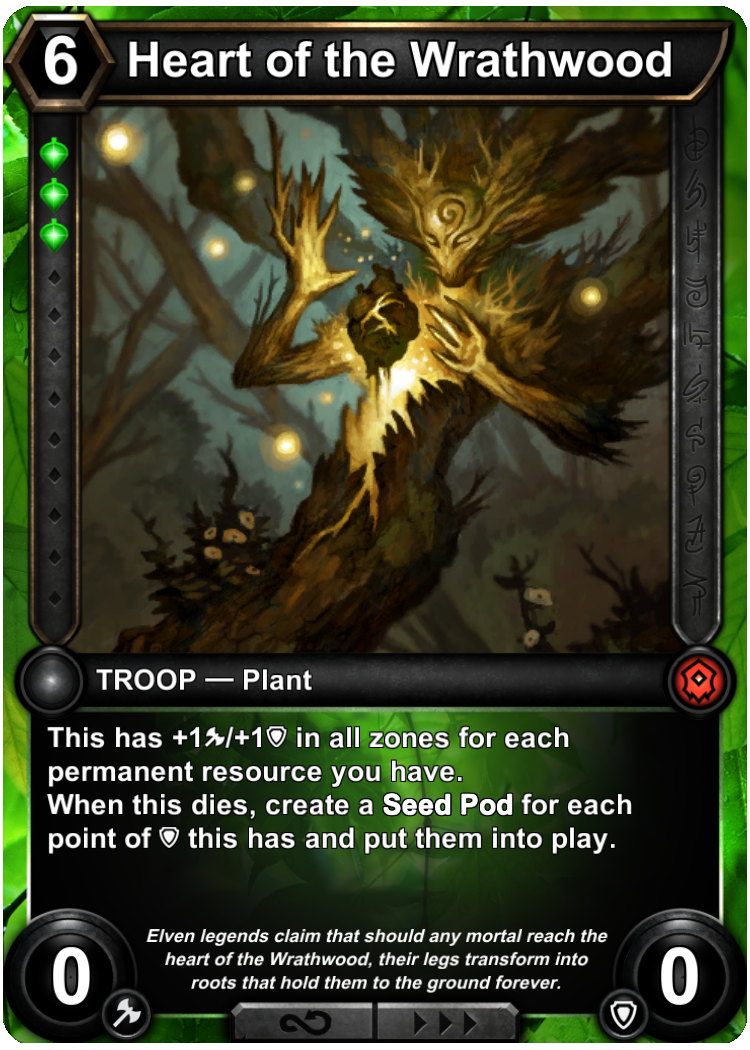 6 Heart of the Wrathwood
TROOP — Plant
This has +1/+1 in all zones for each
permanent resource you have.
When this dies, create a Seed Pod for each
point of this has and put them into play.
Elven legends claim that should any mortal reach the
heart of the Wrathwood, their legs transform into
roots that hold them to the ground forever.
0 0